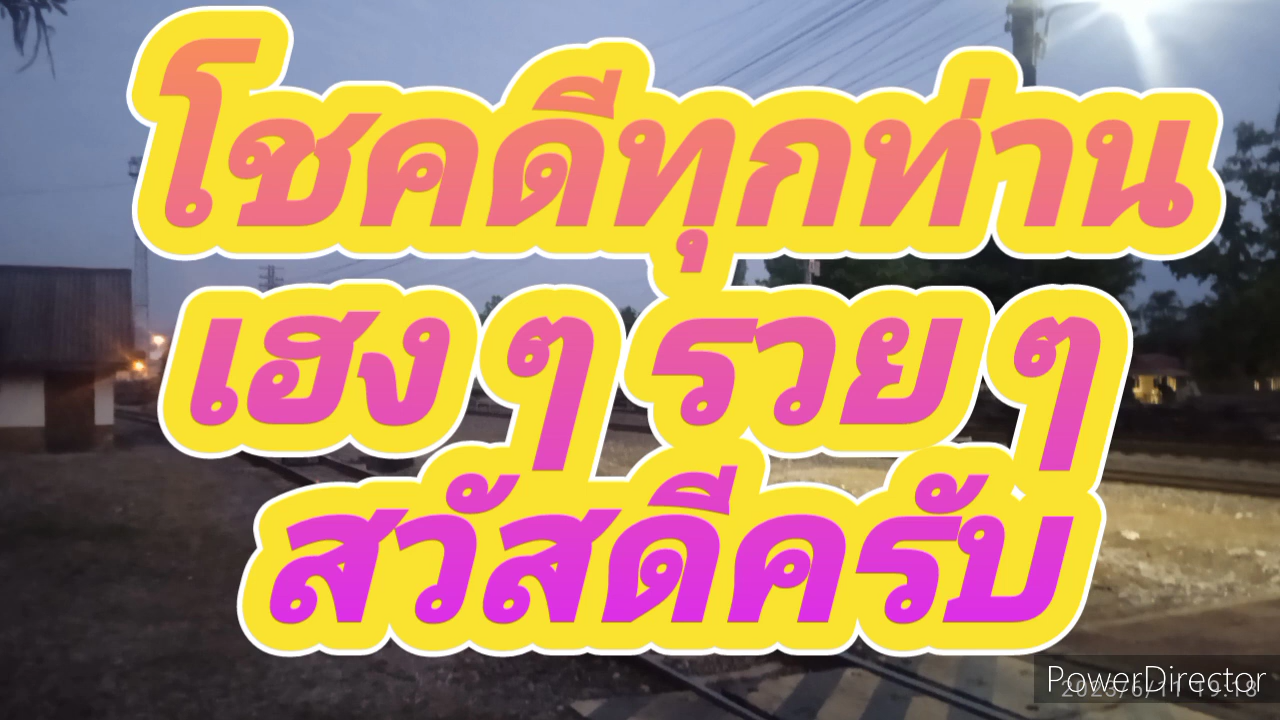 โชคดีทุกท่าน
เฮง ๆ รวย ๆ
สวัสดีครับ
PowerDirector